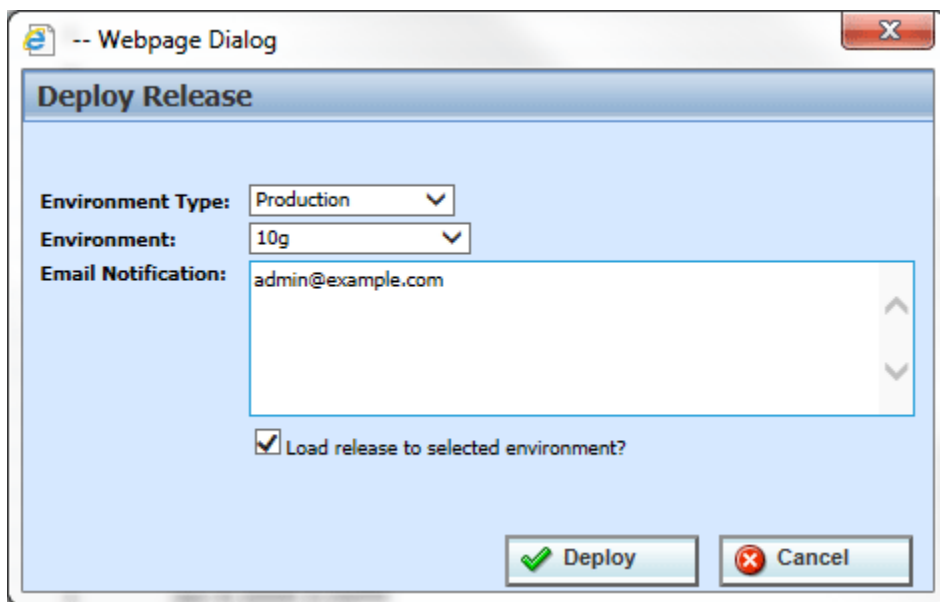 -- Webpage Dialog
Deploy Release
Environment Type: Production
Environment: 10g
Email Notification: admin@example.com
Load release to selected environment?
Deploy Cancel